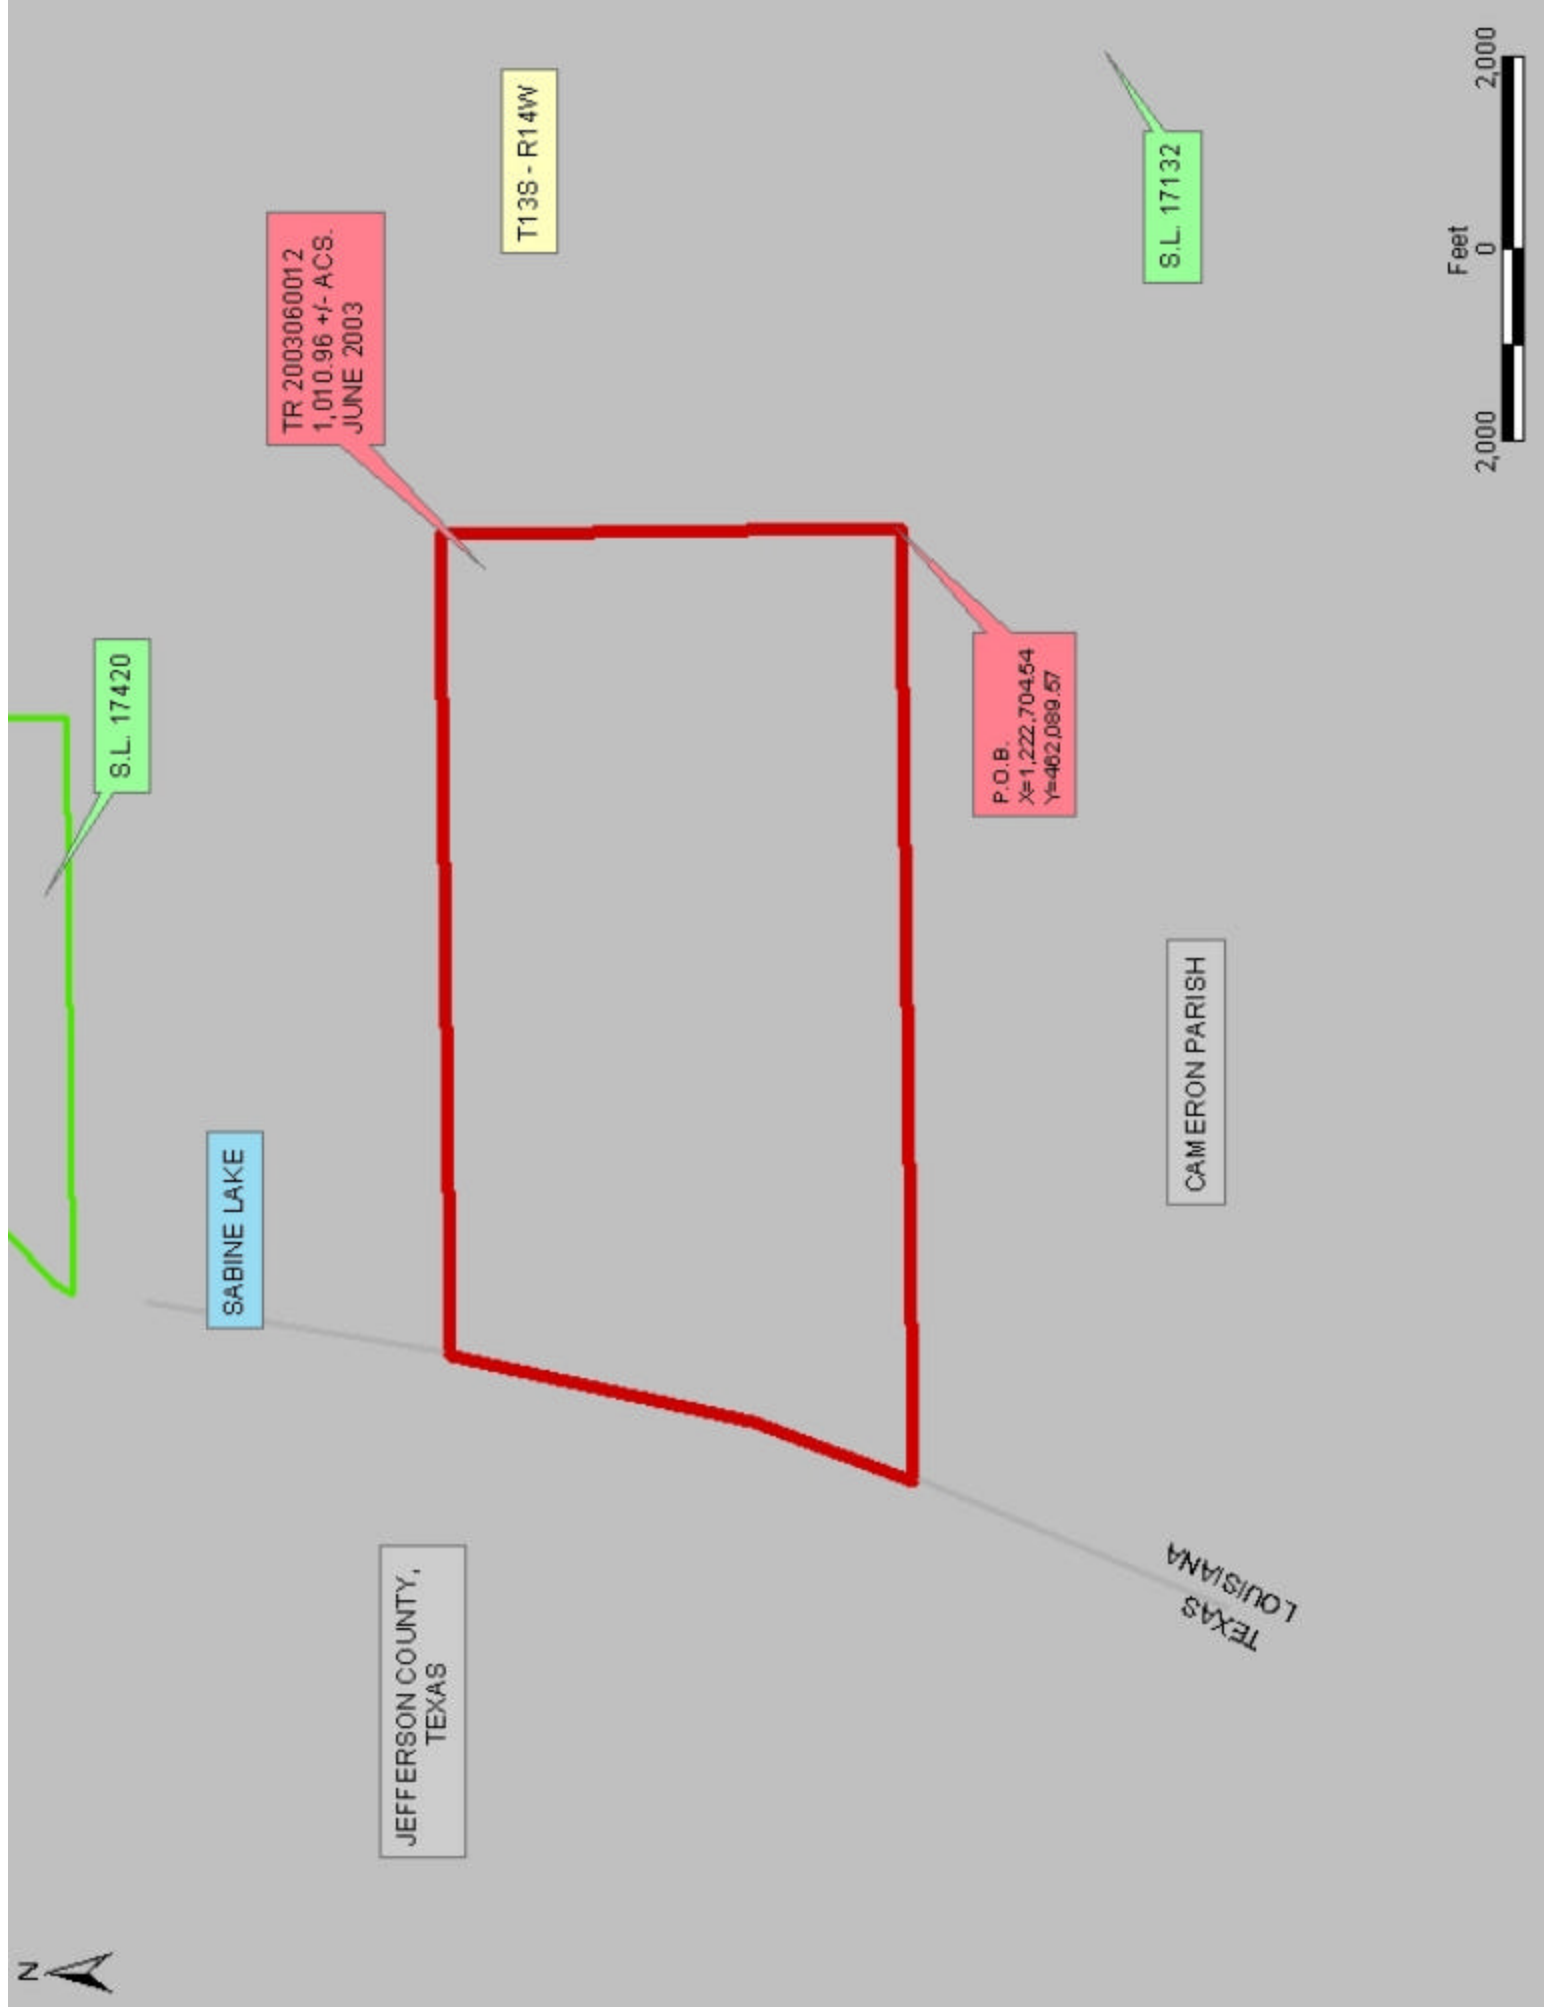 N
S.L. 17420
TR 200306012
1,010.96 +/- ACS.
JUNE 2003
SABINE LAKE
JEFFERSON COUNTY,
TEXAS
T13S - R14W
P.O.B.
X=1,222,704.54
Y=462,089.57
CAMERON PARISH
S.L. 17132
TEXAS
LOUISIANA
Feet
2,000
0
2,000